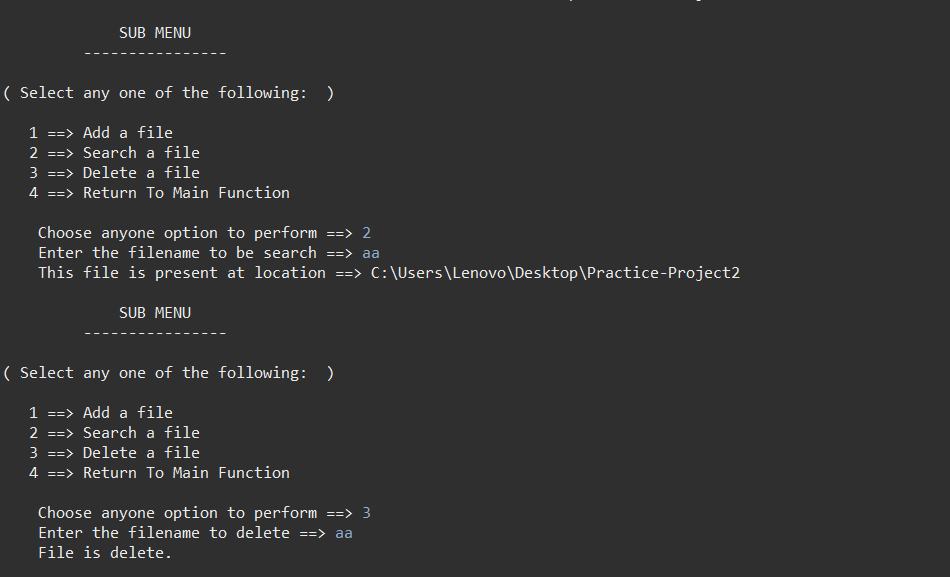 SUB MENU
----------------
( Select any one of the following:  )
1 ==> Add a file
2 ==> Search a file
3 ==> Delete a file
4 ==> Return To Main Function
Choose anyone option to perform ==> 2
Enter the filename to be search ==> aa
This file is present at location ==> C:\Users\Lenovo\Desktop\Practice-Project2
SUB MENU
----------------
( Select any one of the following:  )
1 ==> Add a file
2 ==> Search a file
3 ==> Delete a file
4 ==> Return To Main Function
Choose anyone option to perform ==> 3
Enter the filename to delete ==> aa
File is delete.